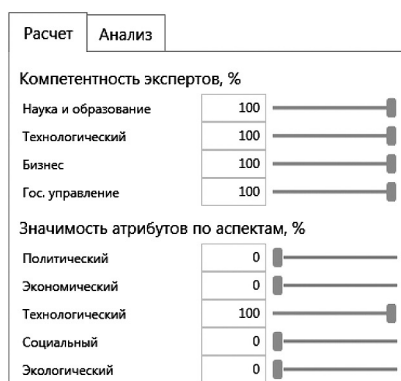 Расчет Анализ
Компетентность экспертов, %
Наука и образование 100
Технологический 100
Бизнес 100
Гос. управление 100
Значимость атрибутов по аспектам, %
Политический 0
Экономический 0
Технологический 100
Социальный 0
Экологический 0